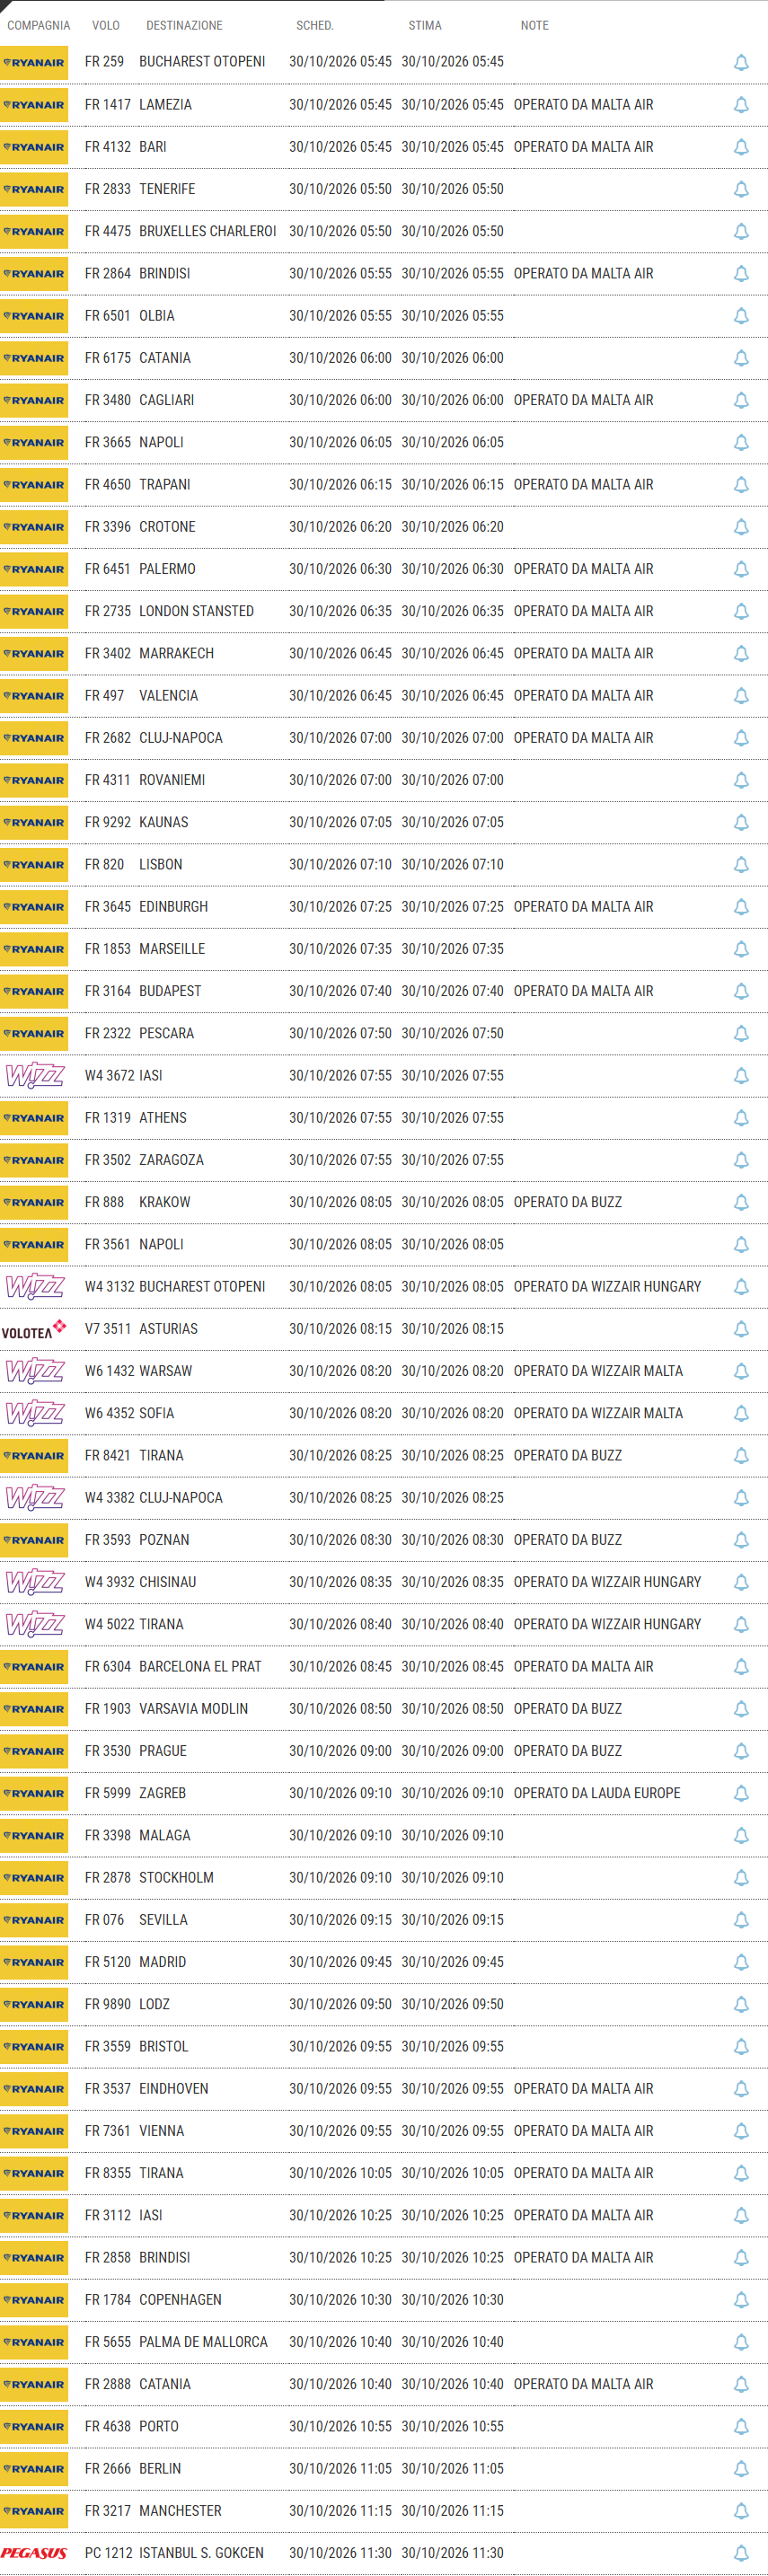 COMPAGNIA VOLO DESTINAZIONE SCHED. STIMA NOTE
RYANAIR FR 259 BUCHAREST OTOPENI 30/10/2026 05:45 30/10/2026 05:45
RYANAIR FR 1417 LAMEZIA 30/10/2026 05:45 30/10/2026 05:45 OPERATO DA MALTA AIR
RYANAIR FR 4132 BARI 30/10/2026 05:45 30/10/2026 05:45 OPERATO DA MALTA AIR
RYANAIR FR 2833 TENERIFE 30/10/2026 05:50 30/10/2026 05:50
RYANAIR FR 4475 BRUXELLES CHARLEROI 30/10/2026 05:50 30/10/2026 05:50
RYANAIR FR 2864 BRINDISI 30/10/2026 05:55 30/10/2026 05:55 OPERATO DA MALTA AIR
RYANAIR FR 6501 OLBIA 30/10/2026 05:55 30/10/2026 05:55
RYANAIR FR 6175 CATANIA 30/10/2026 06:00 30/10/2026 06:00
RYANAIR FR 3480 CAGLIARI 30/10/2026 06:00 30/10/2026 06:00 OPERATO DA MALTA AIR
RYANAIR FR 3665 NAPOLI 30/10/2026 06:05 30/10/2026 06:05
RYANAIR FR 4650 TRAPANI 30/10/2026 06:15 30/10/2026 06:15 OPERATO DA MALTA AIR
RYANAIR FR 3396 CROTONE 30/10/2026 06:20 30/10/2026 06:20
RYANAIR FR 6451 PALERMO 30/10/2026 06:30 30/10/2026 06:30 OPERATO DA MALTA AIR
RYANAIR FR 2735 LONDON STANSTED 30/10/2026 06:35 30/10/2026 06:35 OPERATO DA MALTA AIR
RYANAIR FR 3402 MARRAKECH 30/10/2026 06:45 30/10/2026 06:45 OPERATO DA MALTA AIR
RYANAIR FR 497 VALENCIA 30/10/2026 06:45 30/10/2026 06:45 OPERATO DA MALTA AIR
RYANAIR FR 2682 CLUJ-NAPOCA 30/10/2026 07:00 30/10/2026 07:00 OPERATO DA MALTA AIR
RYANAIR FR 4311 ROVANIEMI 30/10/2026 07:00 30/10/2026 07:00
RYANAIR FR 9292 KAUNAS 30/10/2026 07:05 30/10/2026 07:05
RYANAIR FR 820 LISBON 30/10/2026 07:10 30/10/2026 07:10
RYANAIR FR 3645 EDINBURGH 30/10/2026 07:25 30/10/2026 07:25 OPERATO DA MALTA AIR
RYANAIR FR 1853 MARSEILLE 30/10/2026 07:35 30/10/2026 07:35
RYANAIR FR 3164 BUDAPEST 30/10/2026 07:40 30/10/2026 07:40 OPERATO DA MALTA AIR
RYANAIR FR 2322 PESCARA 30/10/2026 07:50 30/10/2026 07:50
WIZZ W4 3672 IASI 30/10/2026 07:55 30/10/2026 07:55
RYANAIR FR 1319 ATHENS 30/10/2026 07:55 30/10/2026 07:55
RYANAIR FR 3502 ZARAGOZA 30/10/2026 07:55 30/10/2026 07:55
RYANAIR FR 888 KRAKOW 30/10/2026 08:05 30/10/2026 08:05 OPERATO DA BUZZ
RYANAIR FR 3561 NAPOLI 30/10/2026 08:05 30/10/2026 08:05
WIZZ W4 3132 BUCHAREST OTOPENI 30/10/2026 08:05 30/10/2026 08:05 OPERATO DA WIZZAIR HUNGARY
VOLOTEA V7 3511 ASTURIAS 30/10/2026 08:15 30/10/2026 08:15
WIZZ W6 1432 WARSAW 30/10/2026 08:20 30/10/2026 08:20 OPERATO DA WIZZAIR MALTA
WIZZ W6 4352 SOFIA 30/10/2026 08:20 30/10/2026 08:20 OPERATO DA WIZZAIR MALTA
RYANAIR FR 8421 TIRANA 30/10/2026 08:25 30/10/2026 08:25 OPERATO DA BUZZ
WIZZ W4 3382 CLUJ-NAPOCA 30/10/2026 08:25 30/10/2026 08:25
RYANAIR FR 3593 POZNAN 30/10/2026 08:30 30/10/2026 08:30 OPERATO DA BUZZ
WIZZ W4 3932 CHISINAU 30/10/2026 08:35 30/10/2026 08:35 OPERATO DA WIZZAIR HUNGARY
WIZZ W4 5022 TIRANA 30/10/2026 08:40 30/10/2026 08:40 OPERATO DA WIZZAIR HUNGARY
RYANAIR FR 6304 BARCELONA EL PRAT 30/10/2026 08:45 30/10/2026 08:45 OPERATO DA MALTA AIR
RYANAIR FR 1903 VARSAVIA MODLIN 30/10/2026 08:50 30/10/2026 08:50 OPERATO DA BUZZ
RYANAIR FR 3530 PRAGUE 30/10/2026 09:00 30/10/2026 09:00 OPERATO DA BUZZ
RYANAIR FR 5999 ZAGREB 30/10/2026 09:10 30/10/2026 09:10 OPERATO DA LAUDA EUROPE
RYANAIR FR 3398 MALAGA 30/10/2026 09:10 30/10/2026 09:10
RYANAIR FR 2878 STOCKHOLM 30/10/2026 09:10 30/10/2026 09:10
RYANAIR FR 076 SEVILLA 30/10/2026 09:15 30/10/2026 09:15
RYANAIR FR 5120 MADRID 30/10/2026 09:45 30/10/2026 09:45
RYANAIR FR 9890 LODZ 30/10/2026 09:50 30/10/2026 09:50
RYANAIR FR 3559 BRISTOL 30/10/2026 09:55 30/10/2026 09:55
RYANAIR FR 3537 EINDHOVEN 30/10/2026 09:55 30/10/2026 09:55 OPERATO DA MALTA AIR
RYANAIR FR 7361 VIENNA 30/10/2026 09:55 30/10/2026 09:55 OPERATO DA MALTA AIR
RYANAIR FR 8355 TIRANA 30/10/2026 10:05 30/10/2026 10:05 OPERATO DA MALTA AIR
RYANAIR FR 3112 IASI 30/10/2026 10:25 30/10/2026 10:25 OPERATO DA MALTA AIR
RYANAIR FR 2858 BRINDISI 30/10/2026 10:25 30/10/2026 10:25 OPERATO DA MALTA AIR
RYANAIR FR 1784 COPENHAGEN 30/10/2026 10:30 30/10/2026 10:30
RYANAIR FR 5655 PALMA DE MALLORCA 30/10/2026 10:40 30/10/2026 10:40
RYANAIR FR 2888 CATANIA 30/10/2026 10:40 30/10/2026 10:40 OPERATO DA MALTA AIR
RYANAIR FR 4638 PORTO 30/10/2026 10:55 30/10/2026 10:55
RYANAIR FR 2666 BERLIN 30/10/2026 11:05 30/10/2026 11:05
RYANAIR FR 3217 MANCHESTER 30/10/2026 11:15 30/10/2026 11:15
PEGASUS PC 1212 ISTANBUL S. GOKCEN 30/10/2026 11:30 30/10/2026 11:30